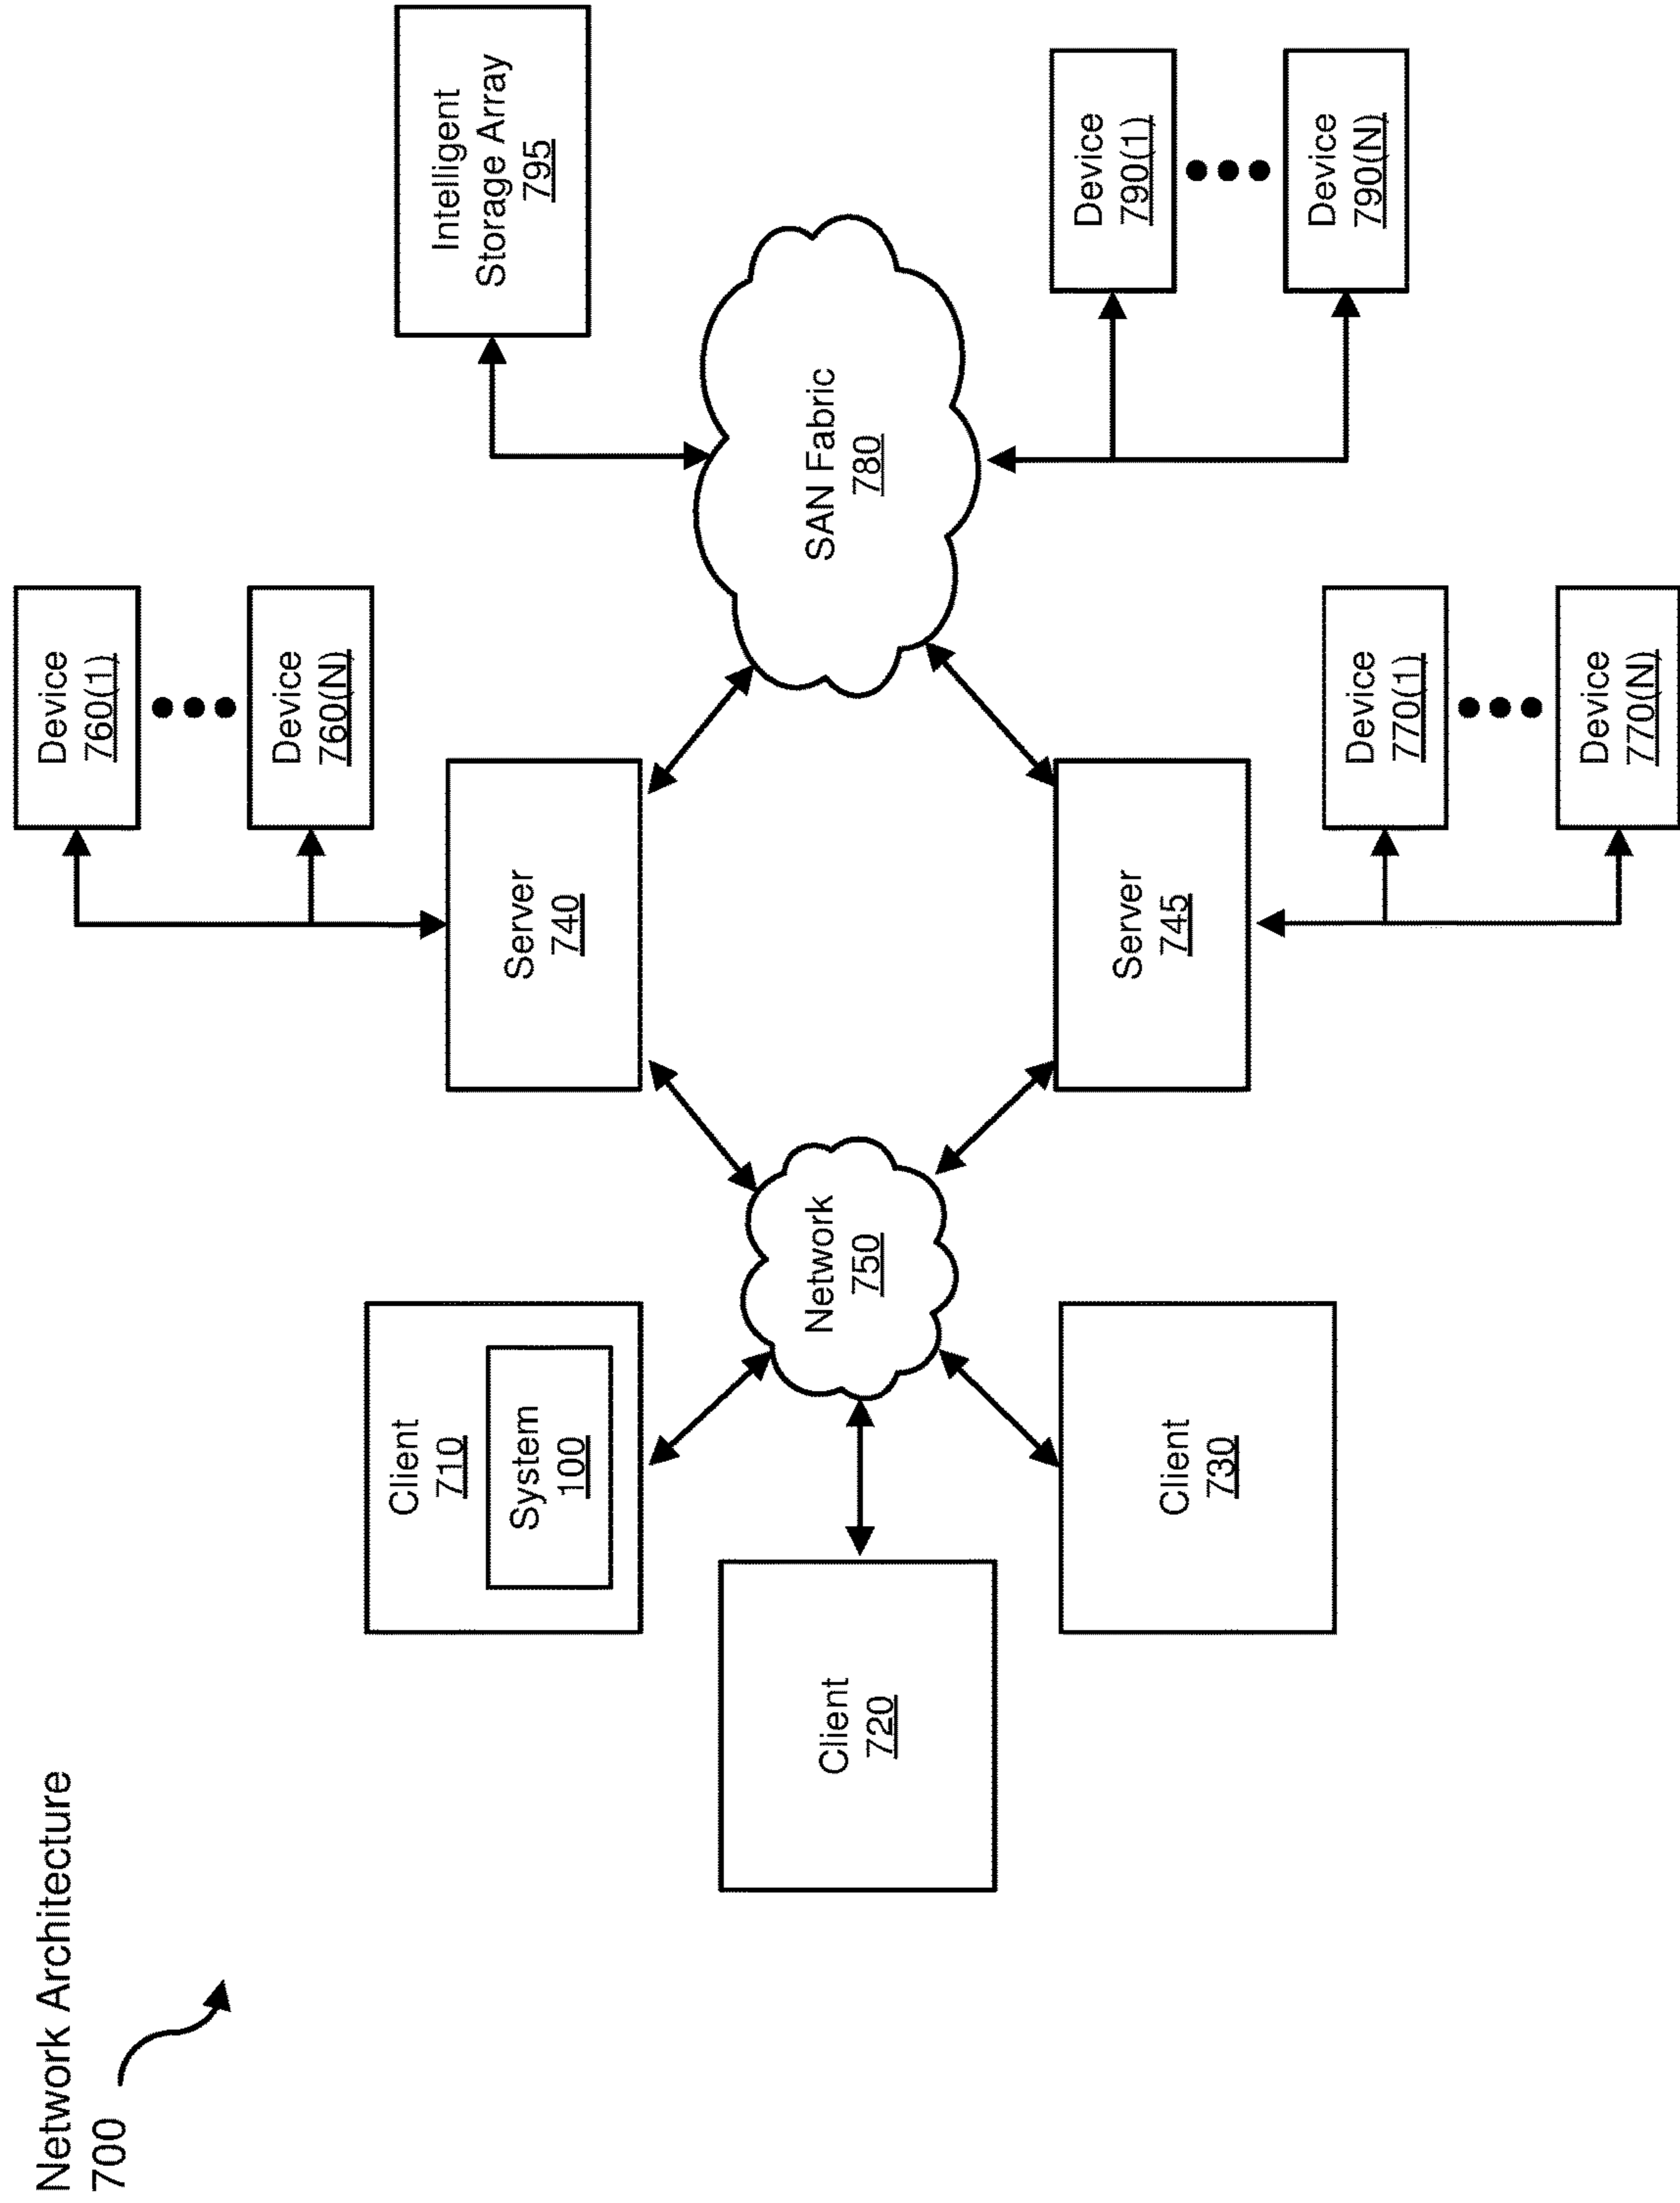 Network Architecture
700
Client
710
System
100
Client
720
Client
730
Network
750
Server
740
Server
745
Device
760(1)
Device
760(N)
Device
770(1)
Device
770(N)
SAN Fabric
780
Intelligent
Storage Array
795
Device
790(1)
Device
790(N)